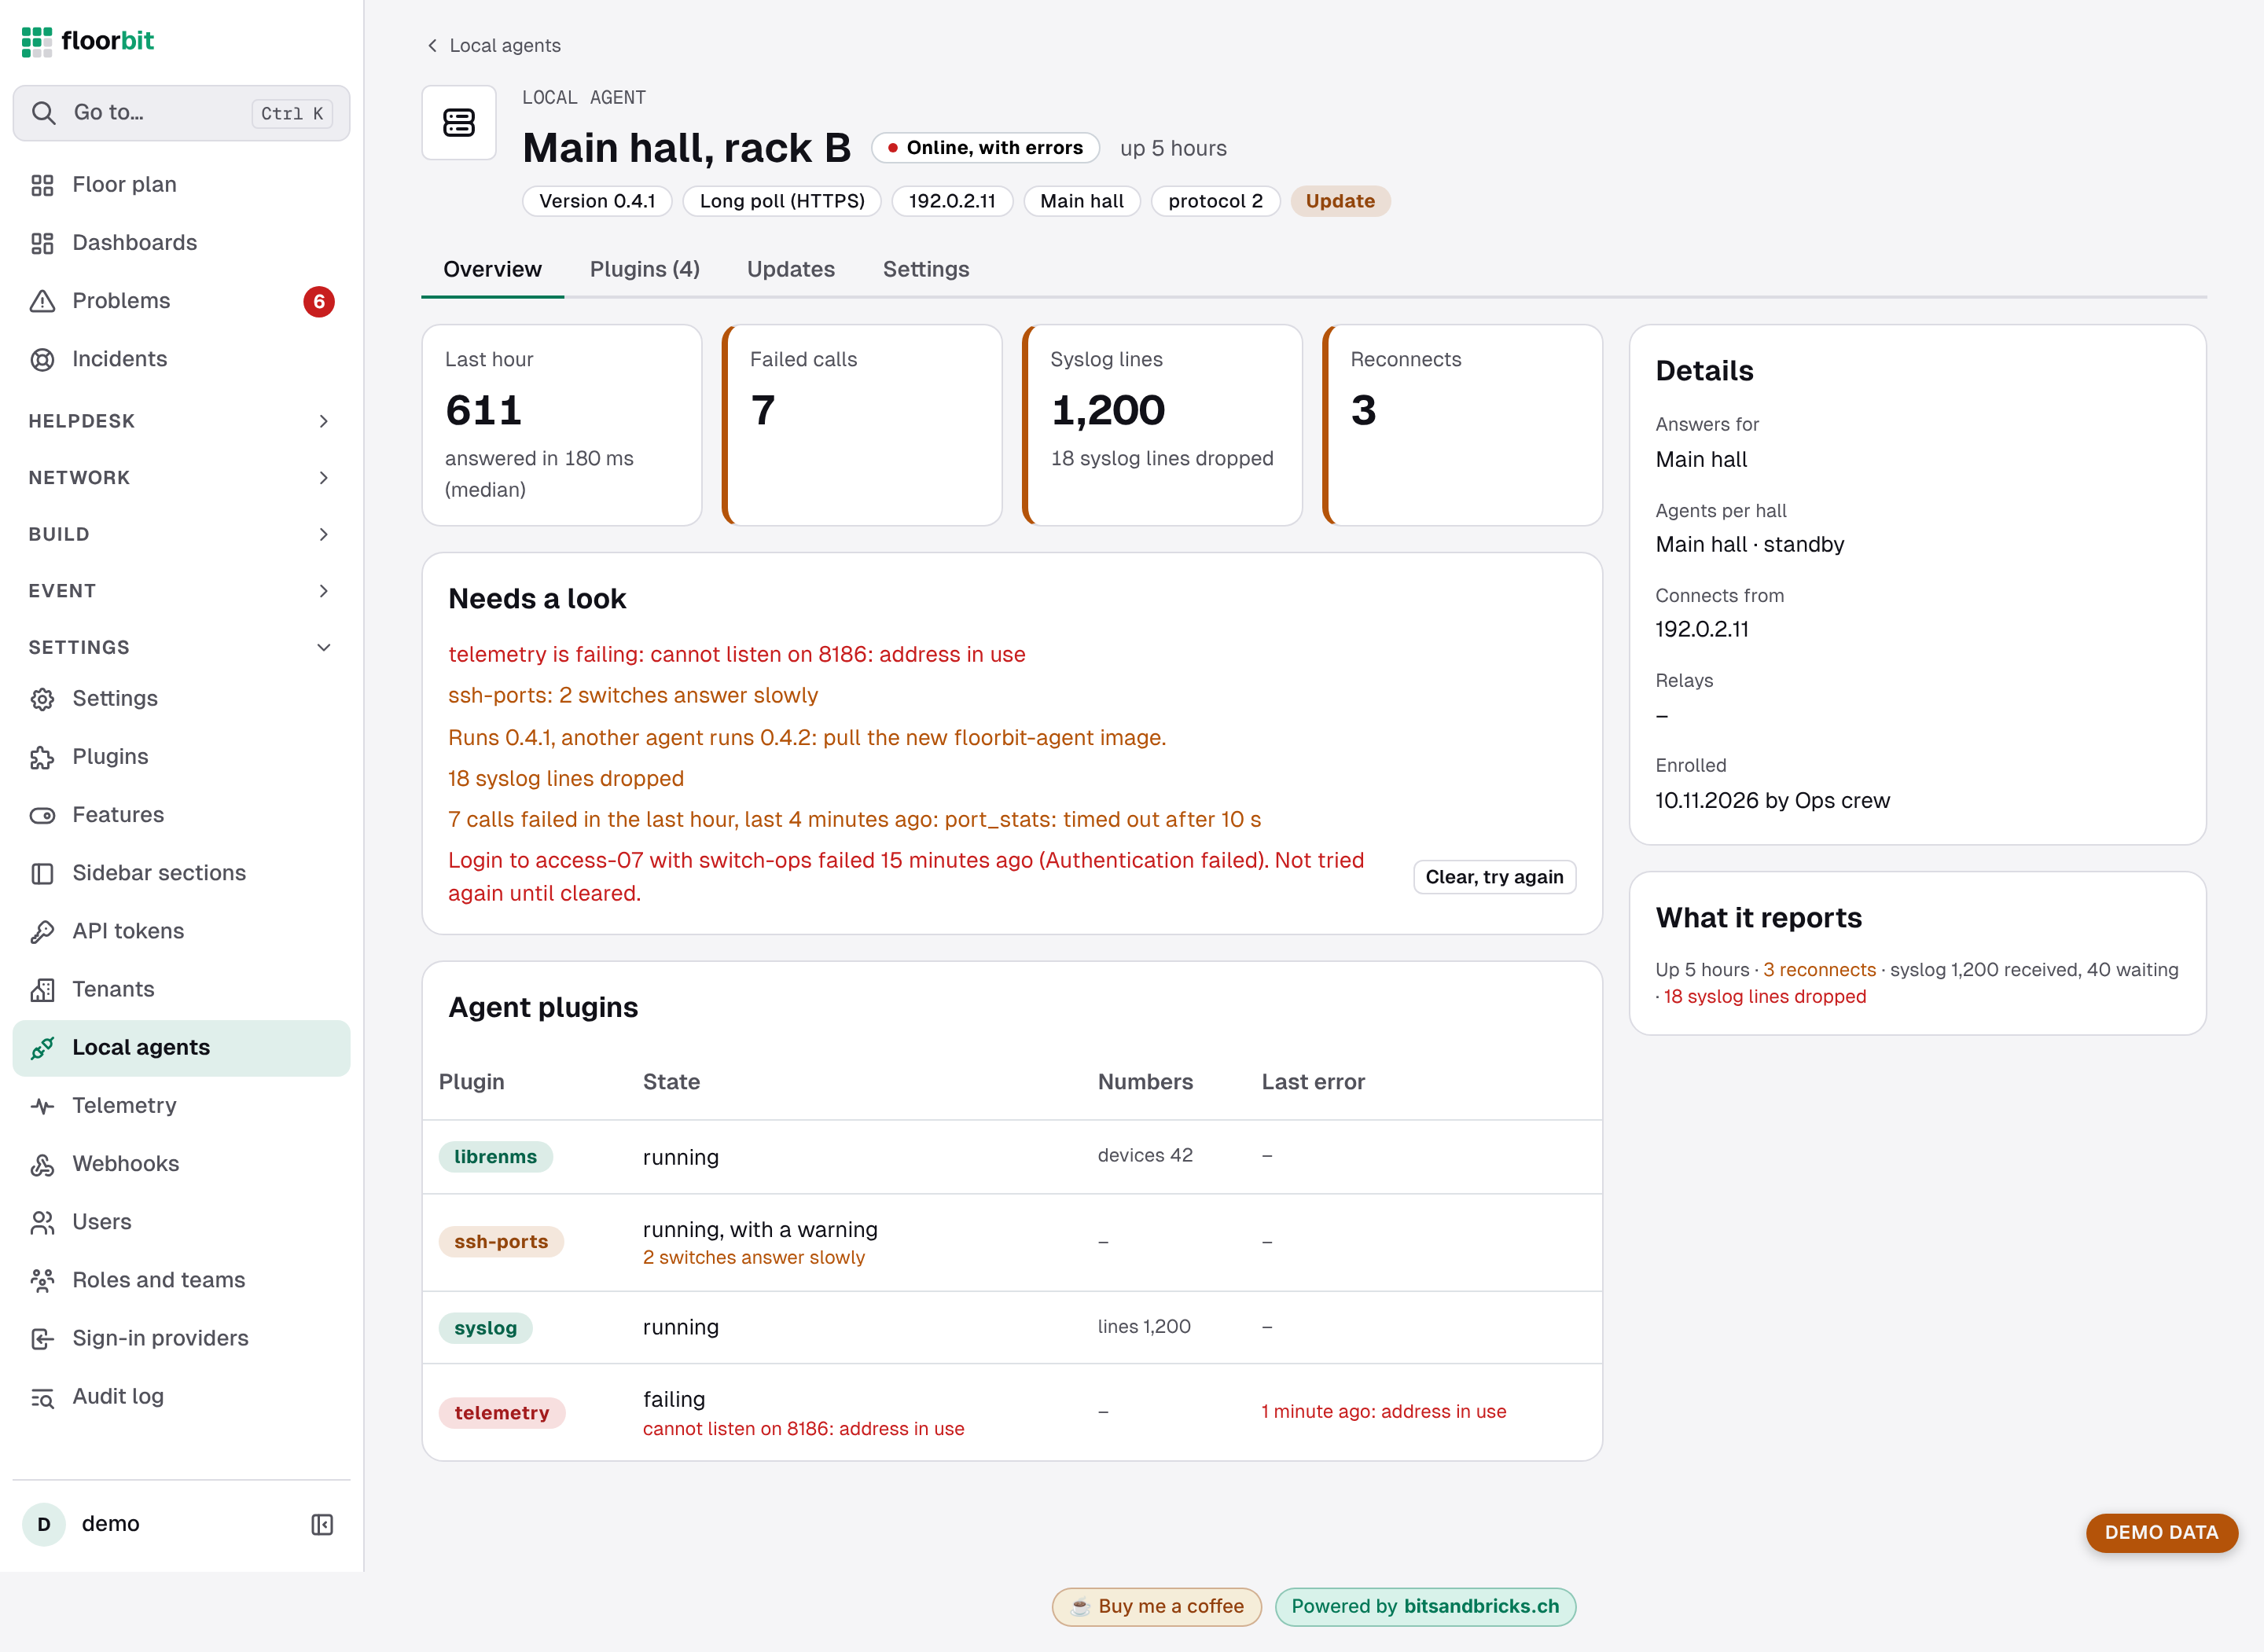 floorbit
Go to...
Ctrl K
Floor plan
Dashboards
Problems
6
Incidents
HELPDESK
NETWORK
BUILD
EVENT
SETTINGS
Settings
Plugins
Features
Sidebar sections
API tokens
Tenants
Local agents
Telemetry
Webhooks
Users
Roles and teams
Sign-in providers
Audit log
D
demo
Local agents
LOCAL AGENT
Main hall, rack B
Online, with errors
up 5 hours
Version 0.4.1
Long poll (HTTPS)
192.0.2.11
Main hall
protocol 2
Update
Overview
Plugins (4)
Updates
Settings
Last hour
611
answered in 180 ms
(median)
Failed calls
7
Syslog lines
1,200
18 syslog lines dropped
Reconnects
3
Needs a look
telemetry is failing: cannot listen on 8186: address in use
ssh-ports: 2 switches answer slowly
Runs 0.4.1, another agent runs 0.4.2: pull the new floorbit-agent image.
18 syslog lines dropped
7 calls failed in the last hour, last 4 minutes ago: port_stats: timed out after 10 s
Login to access-07 with switch-ops failed 15 minutes ago (Authentication failed). Not tried
again until cleared.
Clear, try again
Agent plugins
Plugin State Numbers Last error
librenms running devices 42 –
ssh-ports running, with a warning – –
2 switches answer slowly
syslog running lines 1,200 –
telemetry failing – 1 minute ago: address in use
cannot listen on 8186: address in use
Details
Answers for
Main hall
Agents per hall
Main hall · standby
Connects from
192.0.2.11
Relays
–
Enrolled
10.11.2026 by Ops crew
What it reports
Up 5 hours · 3 reconnects · syslog 1,200 received, 40 waiting
· 18 syslog lines dropped
DEMO DATA
Buy me a coffee
Powered by bitsandbricks.ch